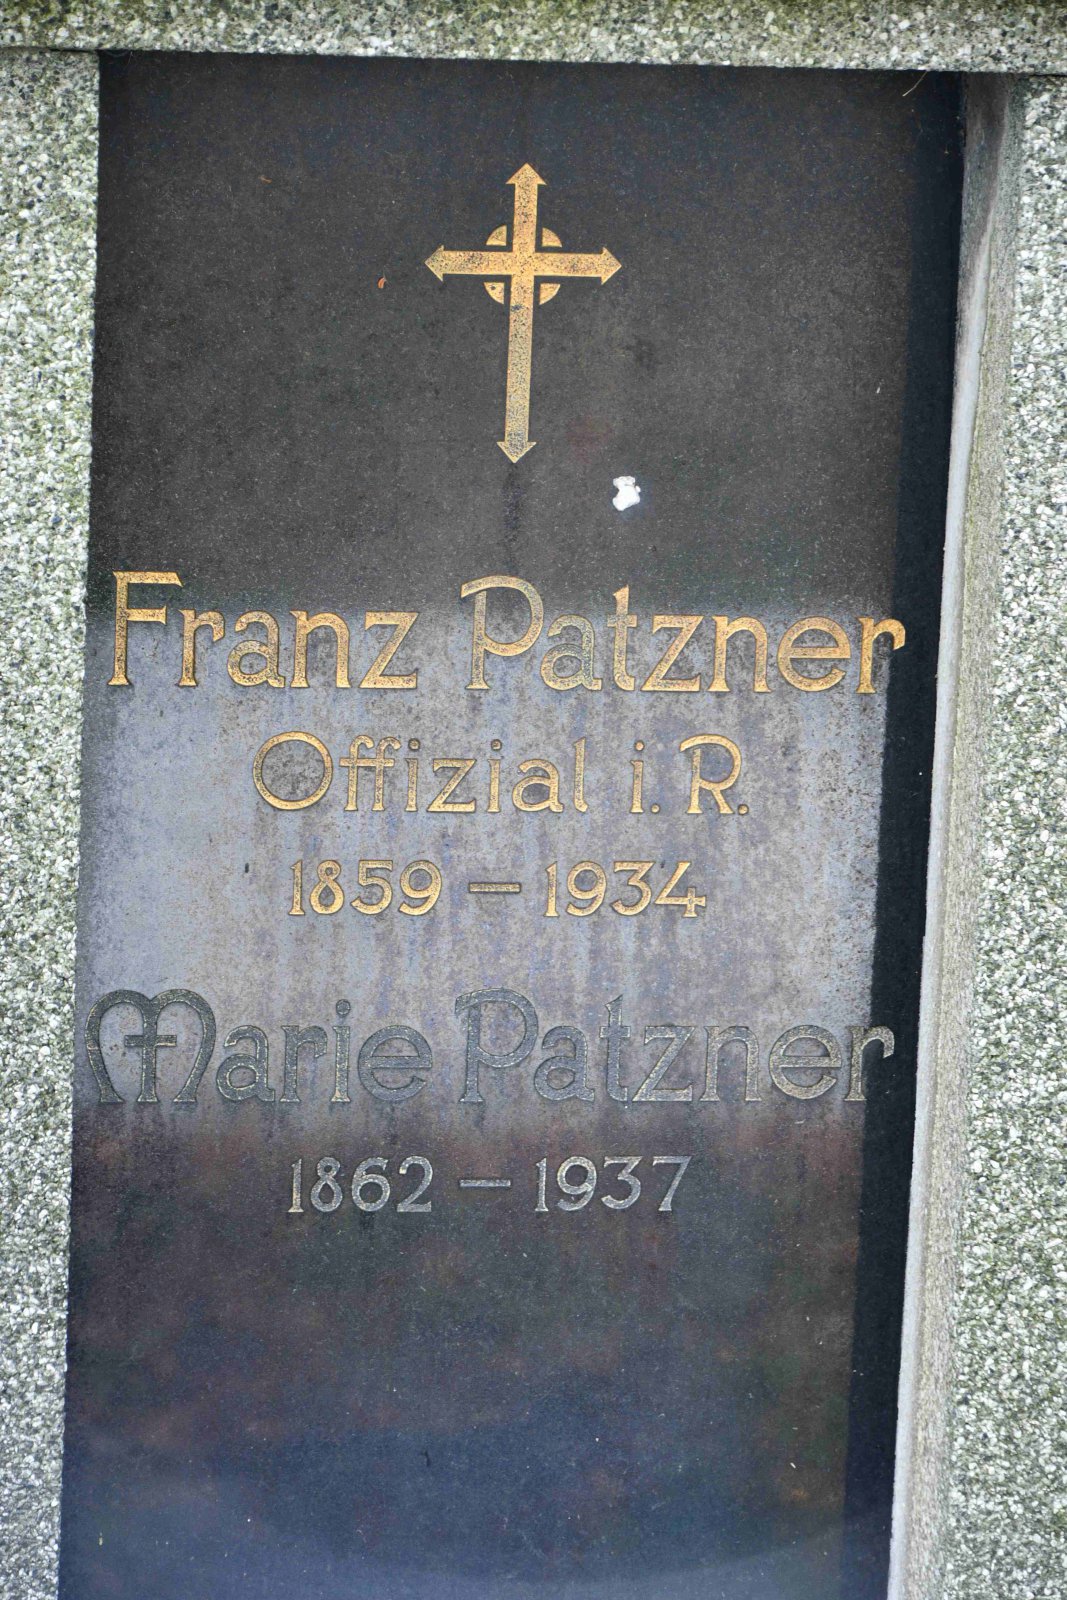 Franz Patzner
Offizial i. R.
1859 – 1934
Marie Patzner
1862 – 1937